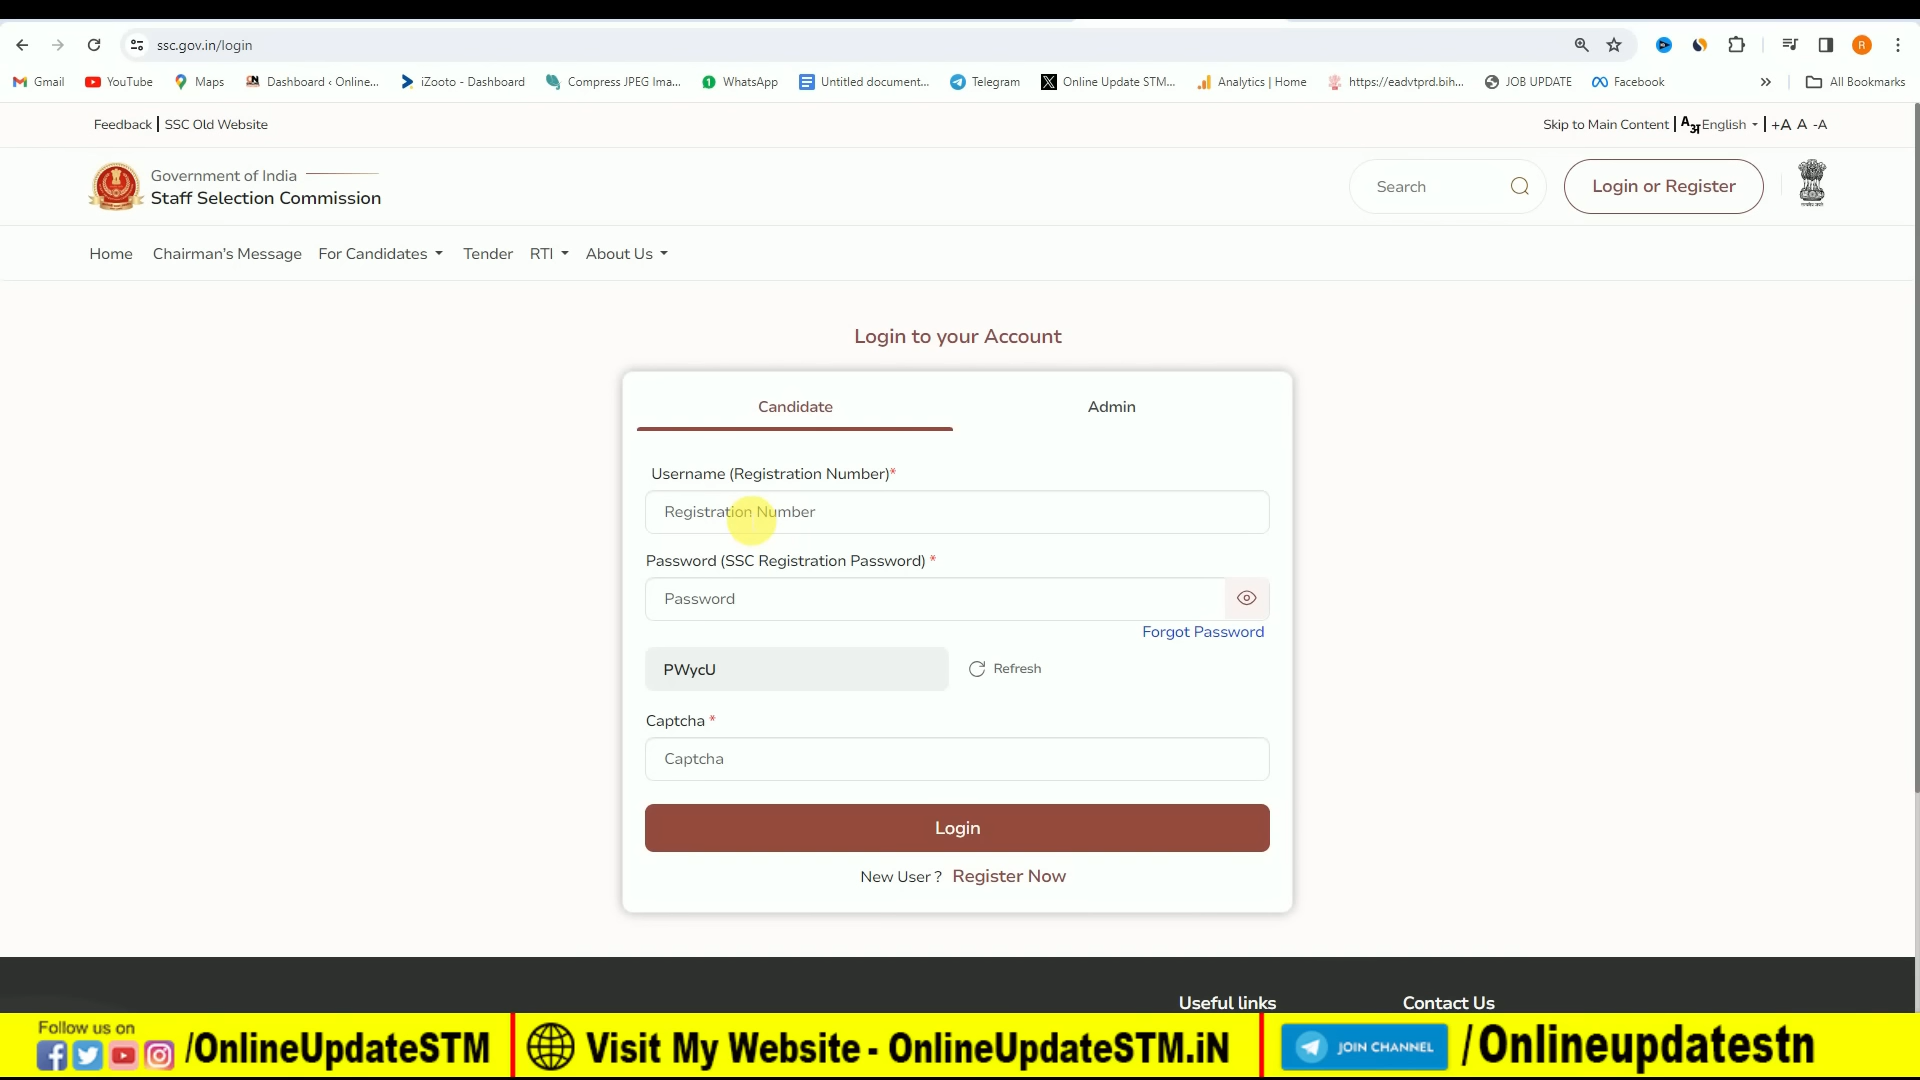 ssc.gov.in/login
Gmail YouTube Maps Dashboard ‹ Online... iZooto - Dashboard Compress JPEG Ima... WhatsApp Untitled document... Telegram Online Update STM... Analytics | Home https://eadvtprd.bih... JOB UPDATE Facebook » All Bookmarks
Feedback | SSC Old Website Skip to Main Content | English | +A A -A
Government of India
Staff Selection Commission
Search
Login or Register
Home Chairman's Message For Candidates Tender RTI About Us
Login to your Account
Candidate Admin
Username (Registration Number)*
Registration Number
Password (SSC Registration Password) *
Password
Forgot Password
PWycU Refresh
Captcha *
Captcha
Login
New User ? Register Now
Useful links Contact Us
Follow us on
/OnlineUpdateSTM Visit My Website - OnlineUpdateSTM.iN JOIN CHANNEL /Onlineupdatestn